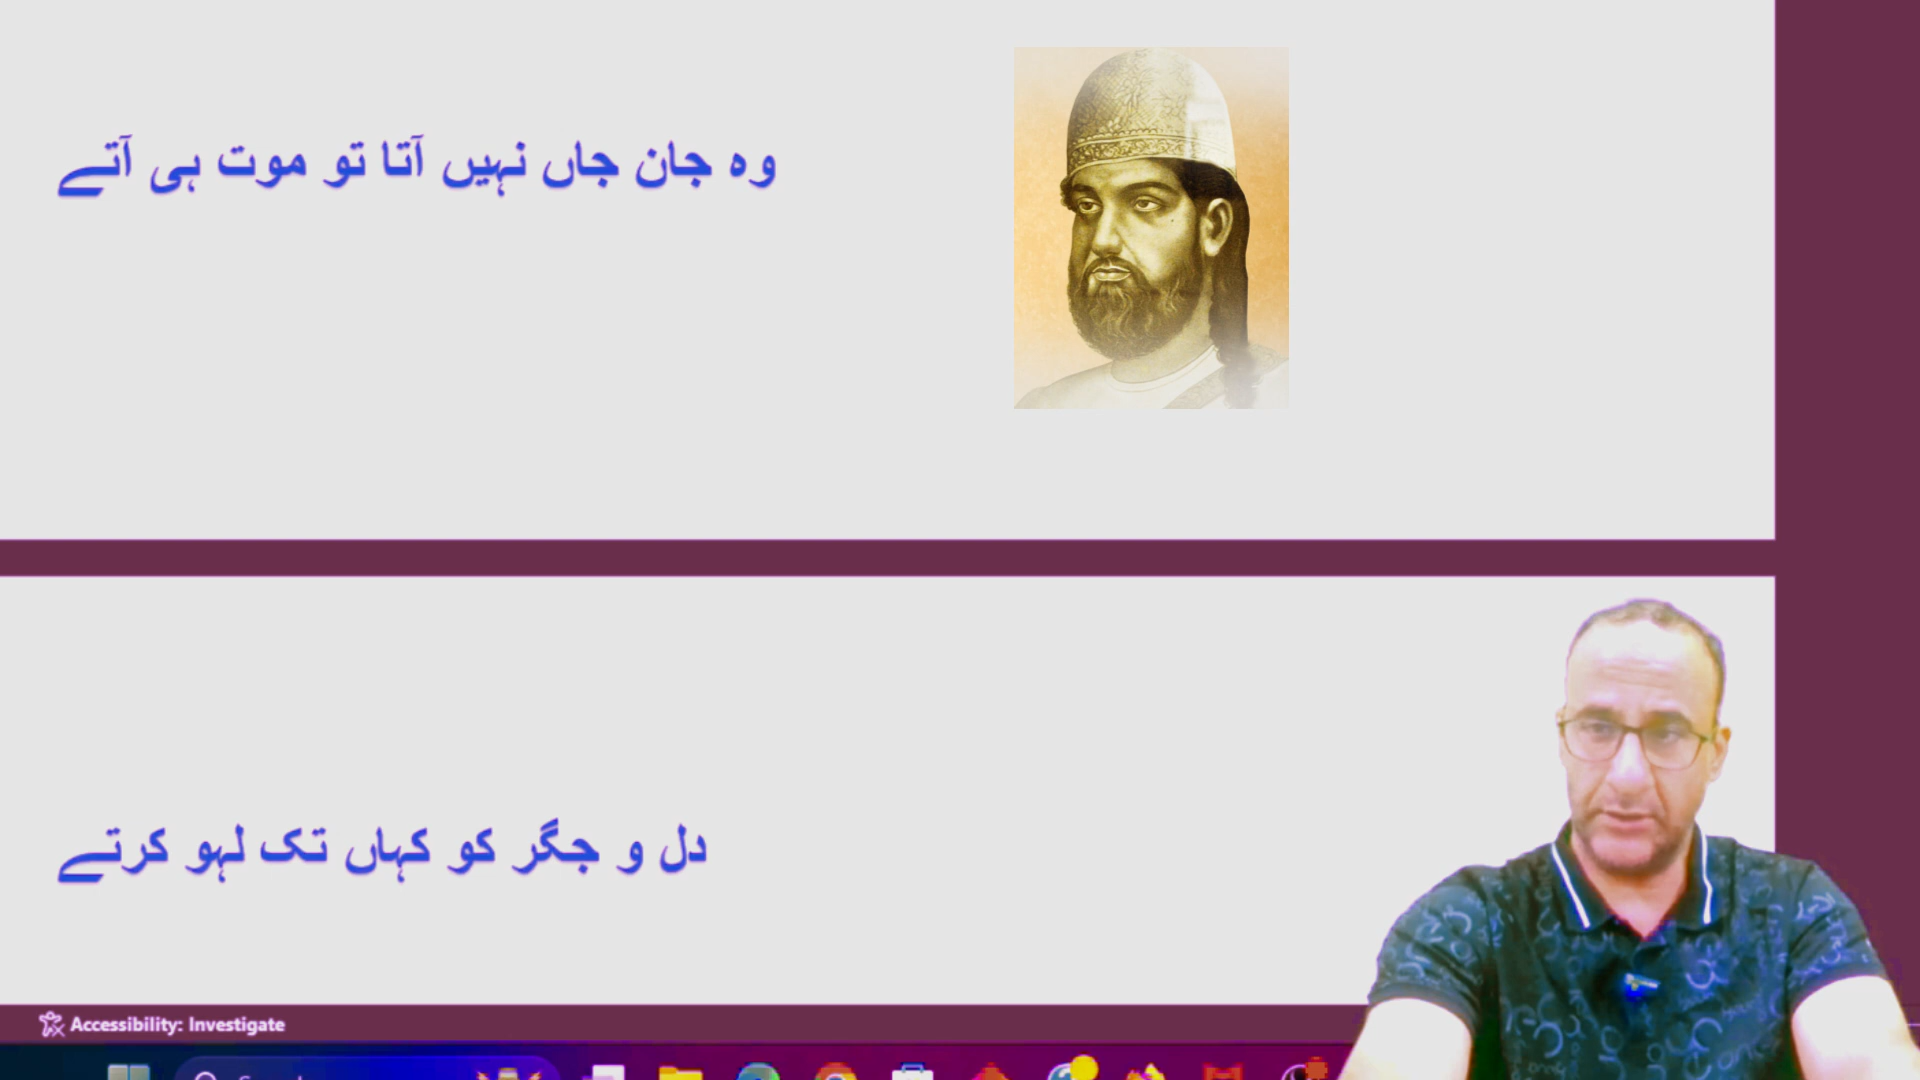 وہ جان جاں نہیں آتا تو موت ہی آتے
دل و جگر کو کہاں تک لہو کرتے
Accessibility: Investigate